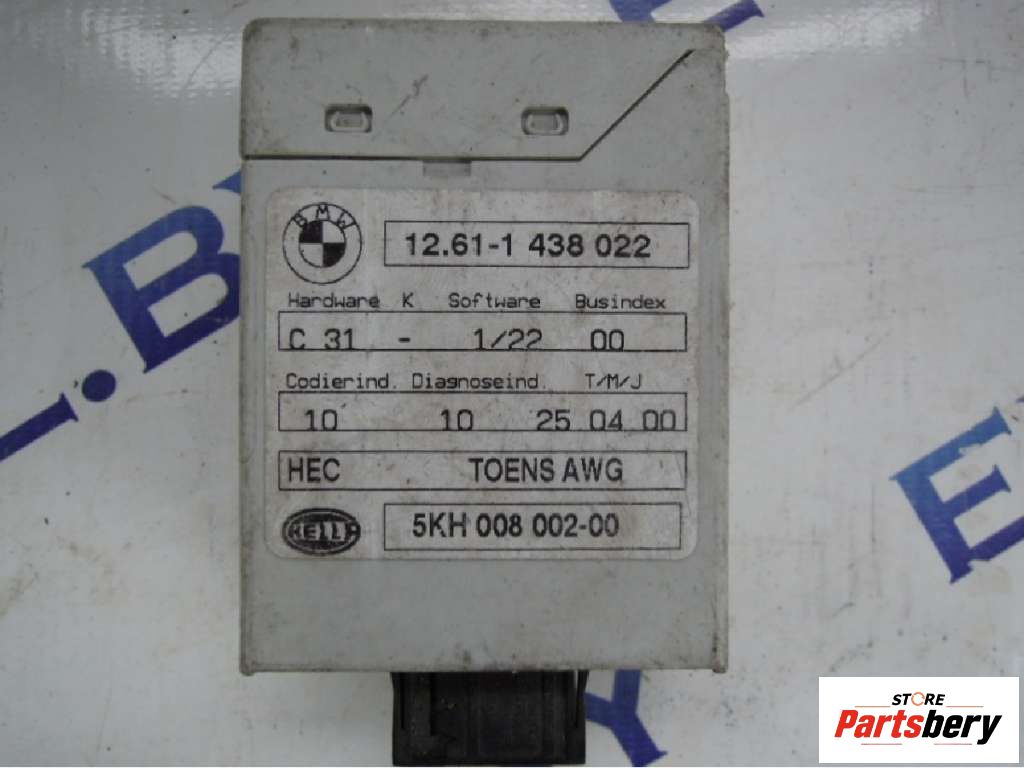 BMW
12.61-1 438 022
Hardware K Software Busindex
C 31 - 1/22 00
Codierind. Diagnoseind. T/M/J
10 10 25 04 00
HEC TOENS AWG
HELLA
5KH 008 002-00
STORE
Partsbery